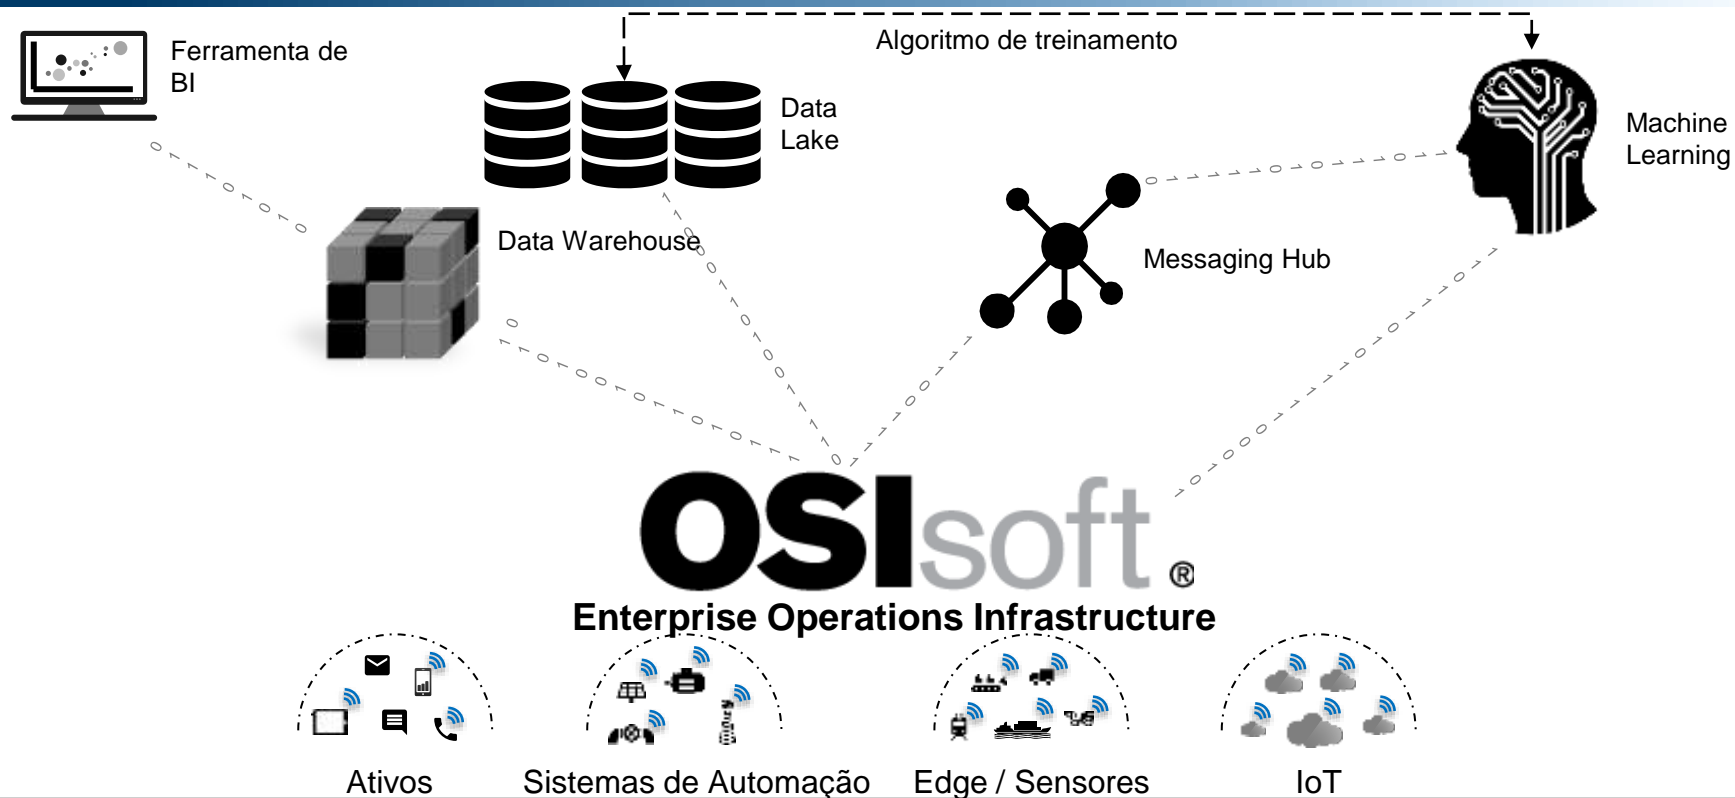 Algoritmo de treinamento
Ferramenta de
BI
Data
Lake
Machine
Learning
Data Warehouse
Messaging Hub
OSIsoft®
Enterprise Operations Infrastructure
Ativos
Sistemas de Automação
Edge / Sensores
IoT